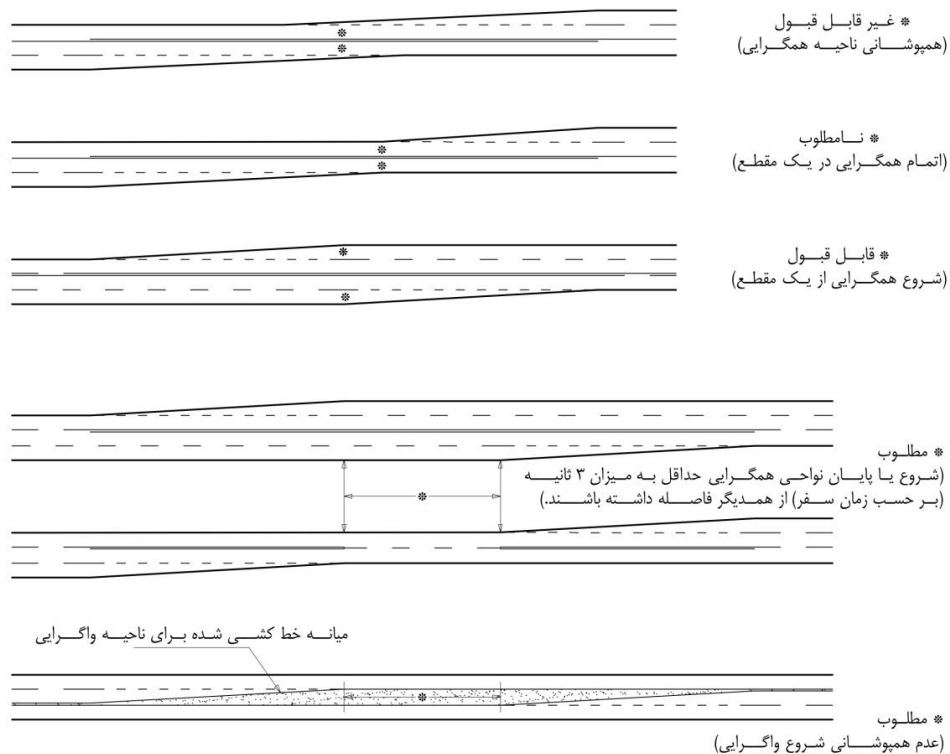 * غیر قابل قبول
(همپوشانی ناحیه همگرایی)
* نامطلوب
(اتمام همگرایی در یک مقطع)
* قابل قبول
(شروع همگرایی از یک مقطع)
* مطلوب
(شروع یا پایان نواحی همگرایی حداقل به میزان ۳ ثانیه
(بر حسب زمان سفر) از همدیگر فاصله داشته باشند.)
میانه خط کشی شده برای ناحیه واگرایی
* مطلوب
(عدم همپوشانی شروع واگرایی)